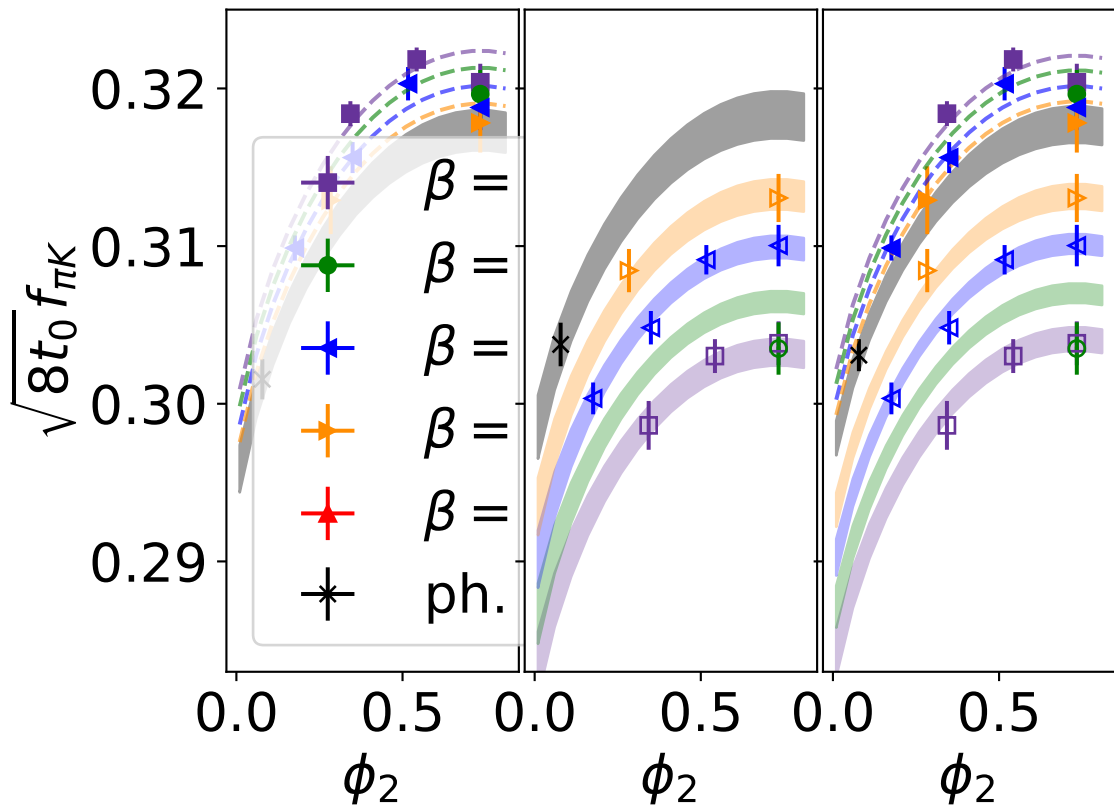 0.32
0.31
0.30
0.29
√8t₀ f_πK
β =
β =
β =
β =
β =
ph.
0.0 0.5 0.0 0.5 0.0 0.5
ϕ₂ ϕ₂ ϕ₂